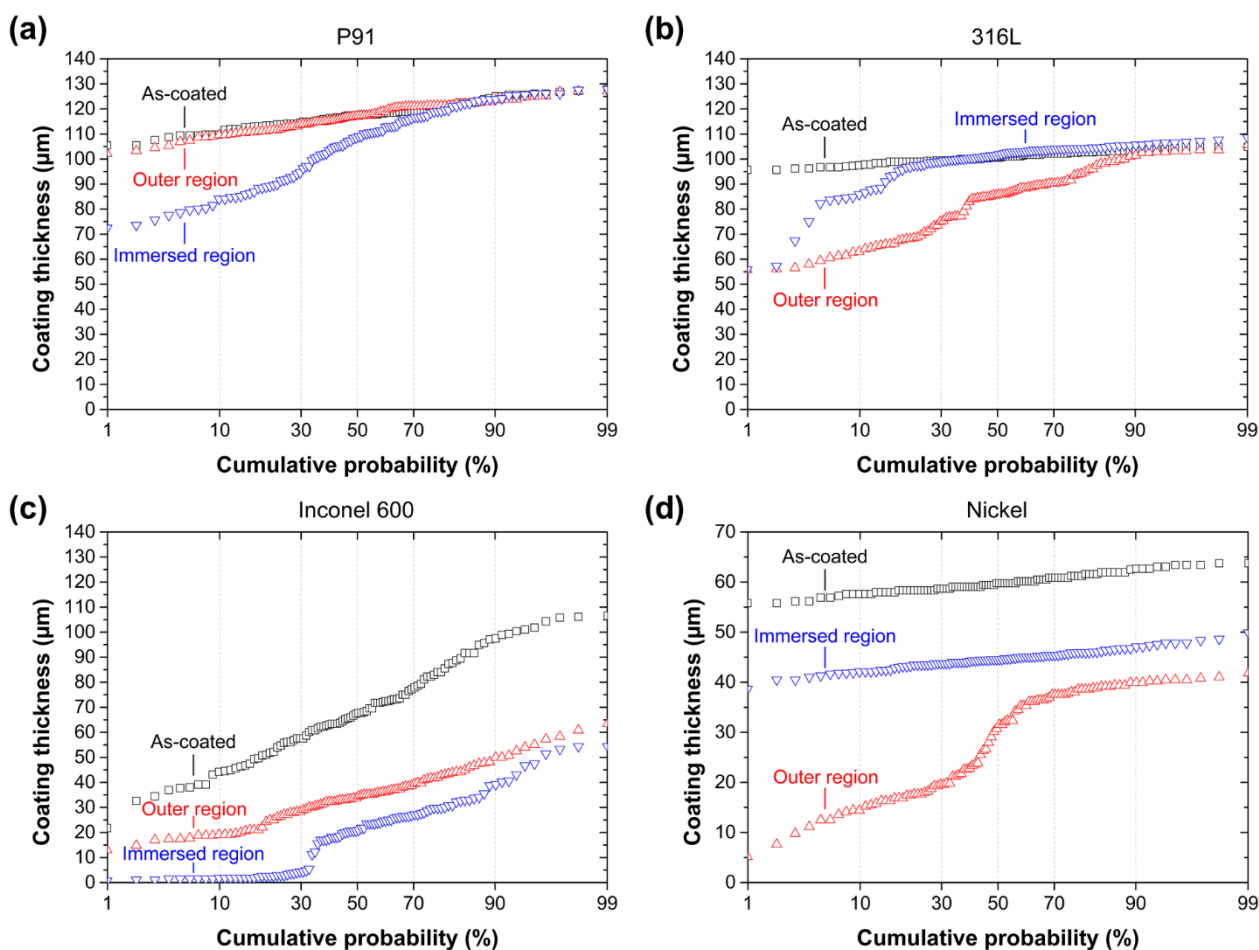 (a)
P91
Coating thickness (µm)
140
130
120
110
100
90
80
70
60
50
40
30
20
10
0
As-coated
Outer region
Immersed region
1
10
30
50
70
90
99
Cumulative probability (%)
(b)
316L
Coating thickness (µm)
140
130
120
110
100
90
80
70
60
50
40
30
20
10
0
As-coated
Immersed region
Outer region
1
10
30
50
70
90
99
Cumulative probability (%)
(c)
Inconel 600
Coating thickness (µm)
140
130
120
110
100
90
80
70
60
50
40
30
20
10
0
As-coated
Outer region
Immersed region
1
10
30
50
70
90
99
Cumulative probability (%)
(d)
Nickel
Coating thickness (µm)
70
60
50
40
30
20
10
0
As-coated
Immersed region
Outer region
1
10
30
50
70
90
99
Cumulative probability (%)